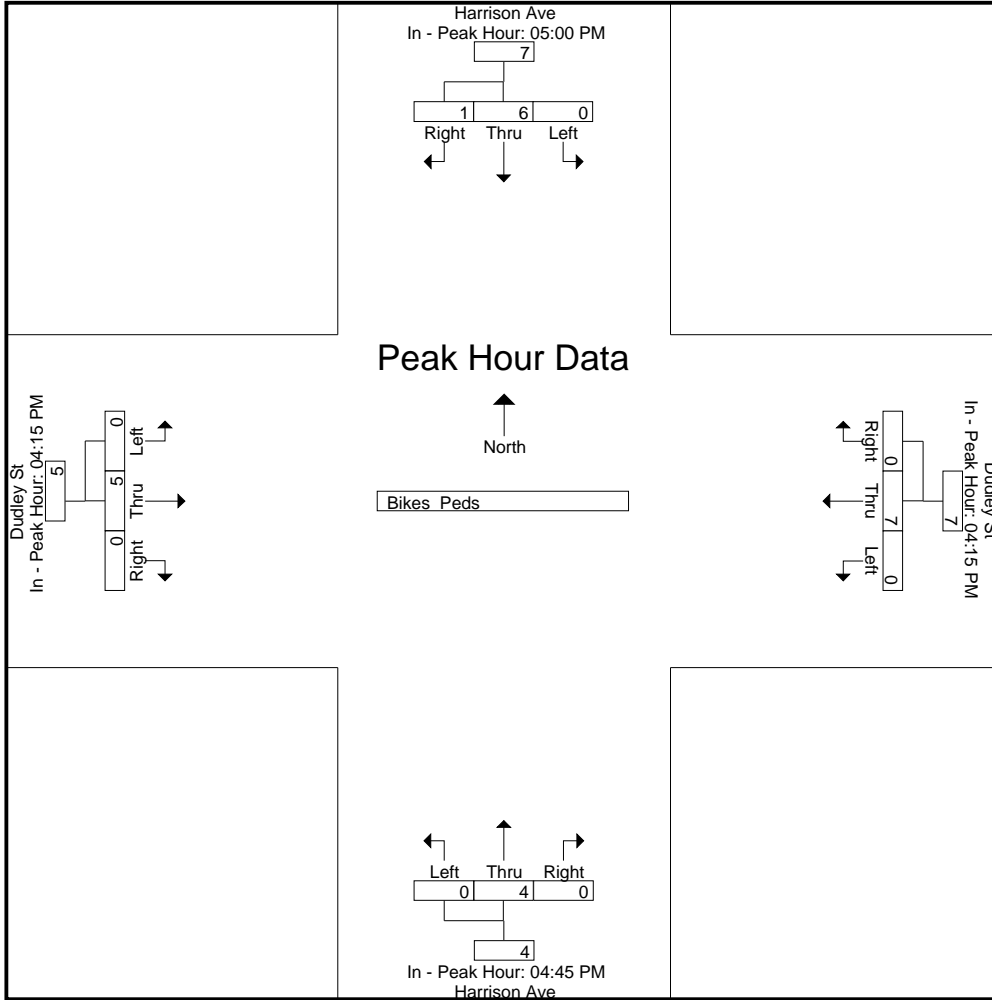 Harrison Ave
In - Peak Hour: 05:00 PM
7
1 6 0
Right Thru Left
Peak Hour Data
North
Bikes Peds
Dudley St
In - Peak Hour: 04:15 PM
5
0 5 0
Left Thru Right
Dudley St
In - Peak Hour: 04:15 PM
7
Right Thru Left
0 7 0
Left Thru Right
0 4 0
4
In - Peak Hour: 04:45 PM
Harrison Ave